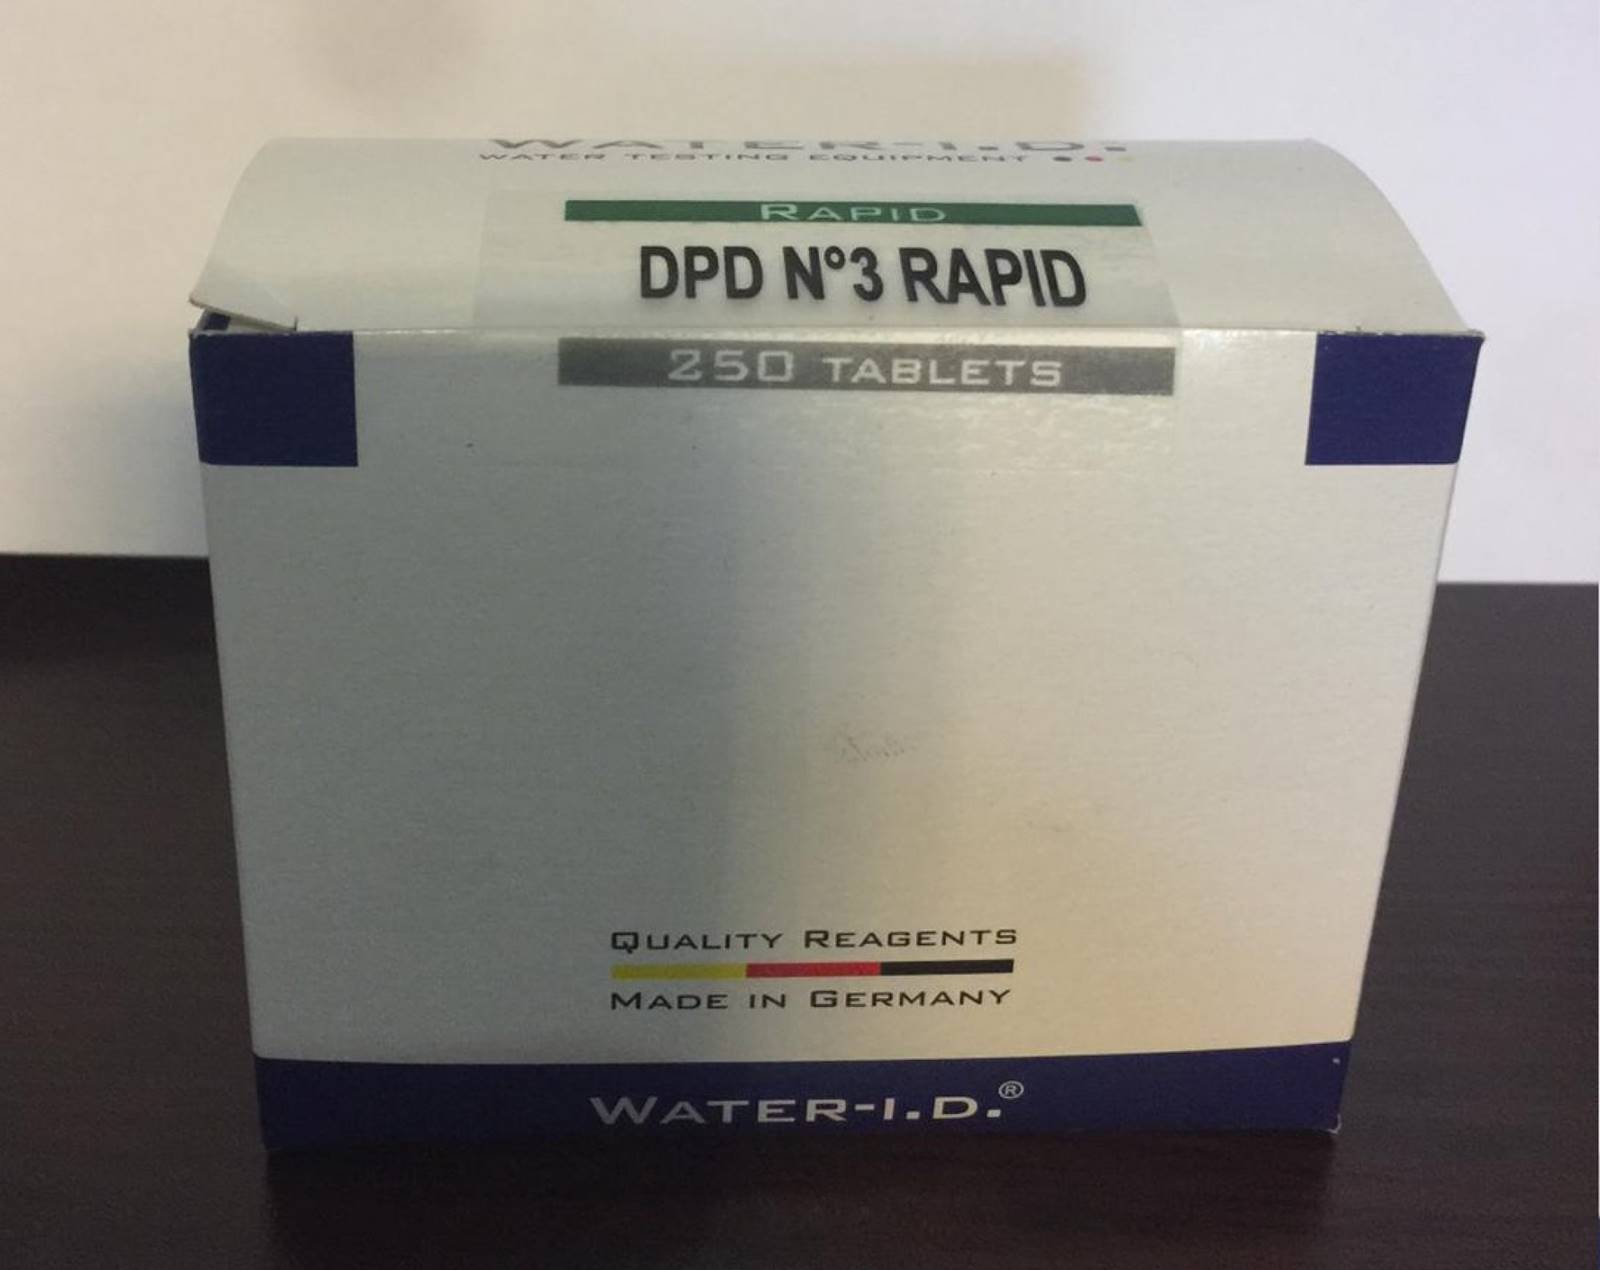 WATER-I.D.
WATER TESTING EQUIPMENT
RAPID
DPD N°3 RAPID
250 TABLETS
QUALITY REAGENTS
MADE IN GERMANY
WATER-I.D.®